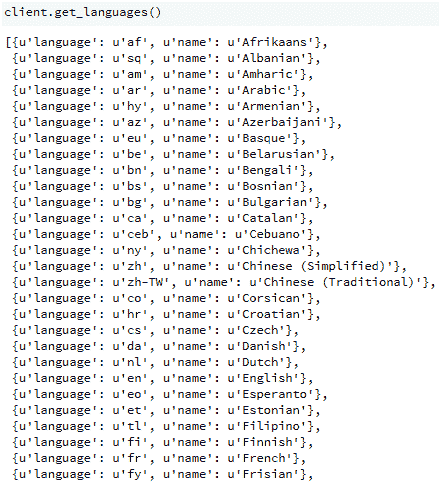 client.get_languages()
[{u'language': u'af', u'name': u'Afrikaans'},
{u'language': u'sq', u'name': u'Albanian'},
{u'language': u'am', u'name': u'Amharic'},
{u'language': u'ar', u'name': u'Arabic'},
{u'language': u'hy', u'name': u'Armenian'},
{u'language': u'az', u'name': u'Azerbaijani'},
{u'language': u'eu', u'name': u'Basque'},
{u'language': u'be', u'name': u'Belarusian'},
{u'language': u'bn', u'name': u'Bengali'},
{u'language': u'bs', u'name': u'Bosnian'},
{u'language': u'bg', u'name': u'Bulgarian'},
{u'language': u'ca', u'name': u'Catalan'},
{u'language': u'ceb', u'name': u'Cebuano'},
{u'language': u'ny', u'name': u'Chichewa'},
{u'language': u'zh', u'name': u'Chinese (Simplified)'},
{u'language': u'zh-TW', u'name': u'Chinese (Traditional)'},
{u'language': u'co', u'name': u'Corsican'},
{u'language': u'hr', u'name': u'Croatian'},
{u'language': u'cs', u'name': u'Czech'},
{u'language': u'da', u'name': u'Danish'},
{u'language': u'nl', u'name': u'Dutch'},
{u'language': u'en', u'name': u'English'},
{u'language': u'eo', u'name': u'Esperanto'},
{u'language': u'et', u'name': u'Estonian'},
{u'language': u'tl', u'name': u'Filipino'},
{u'language': u'fi', u'name': u'Finnish'},
{u'language': u'fr', u'name': u'French'},
{u'language': u'fy', u'name': u'Frisian'},